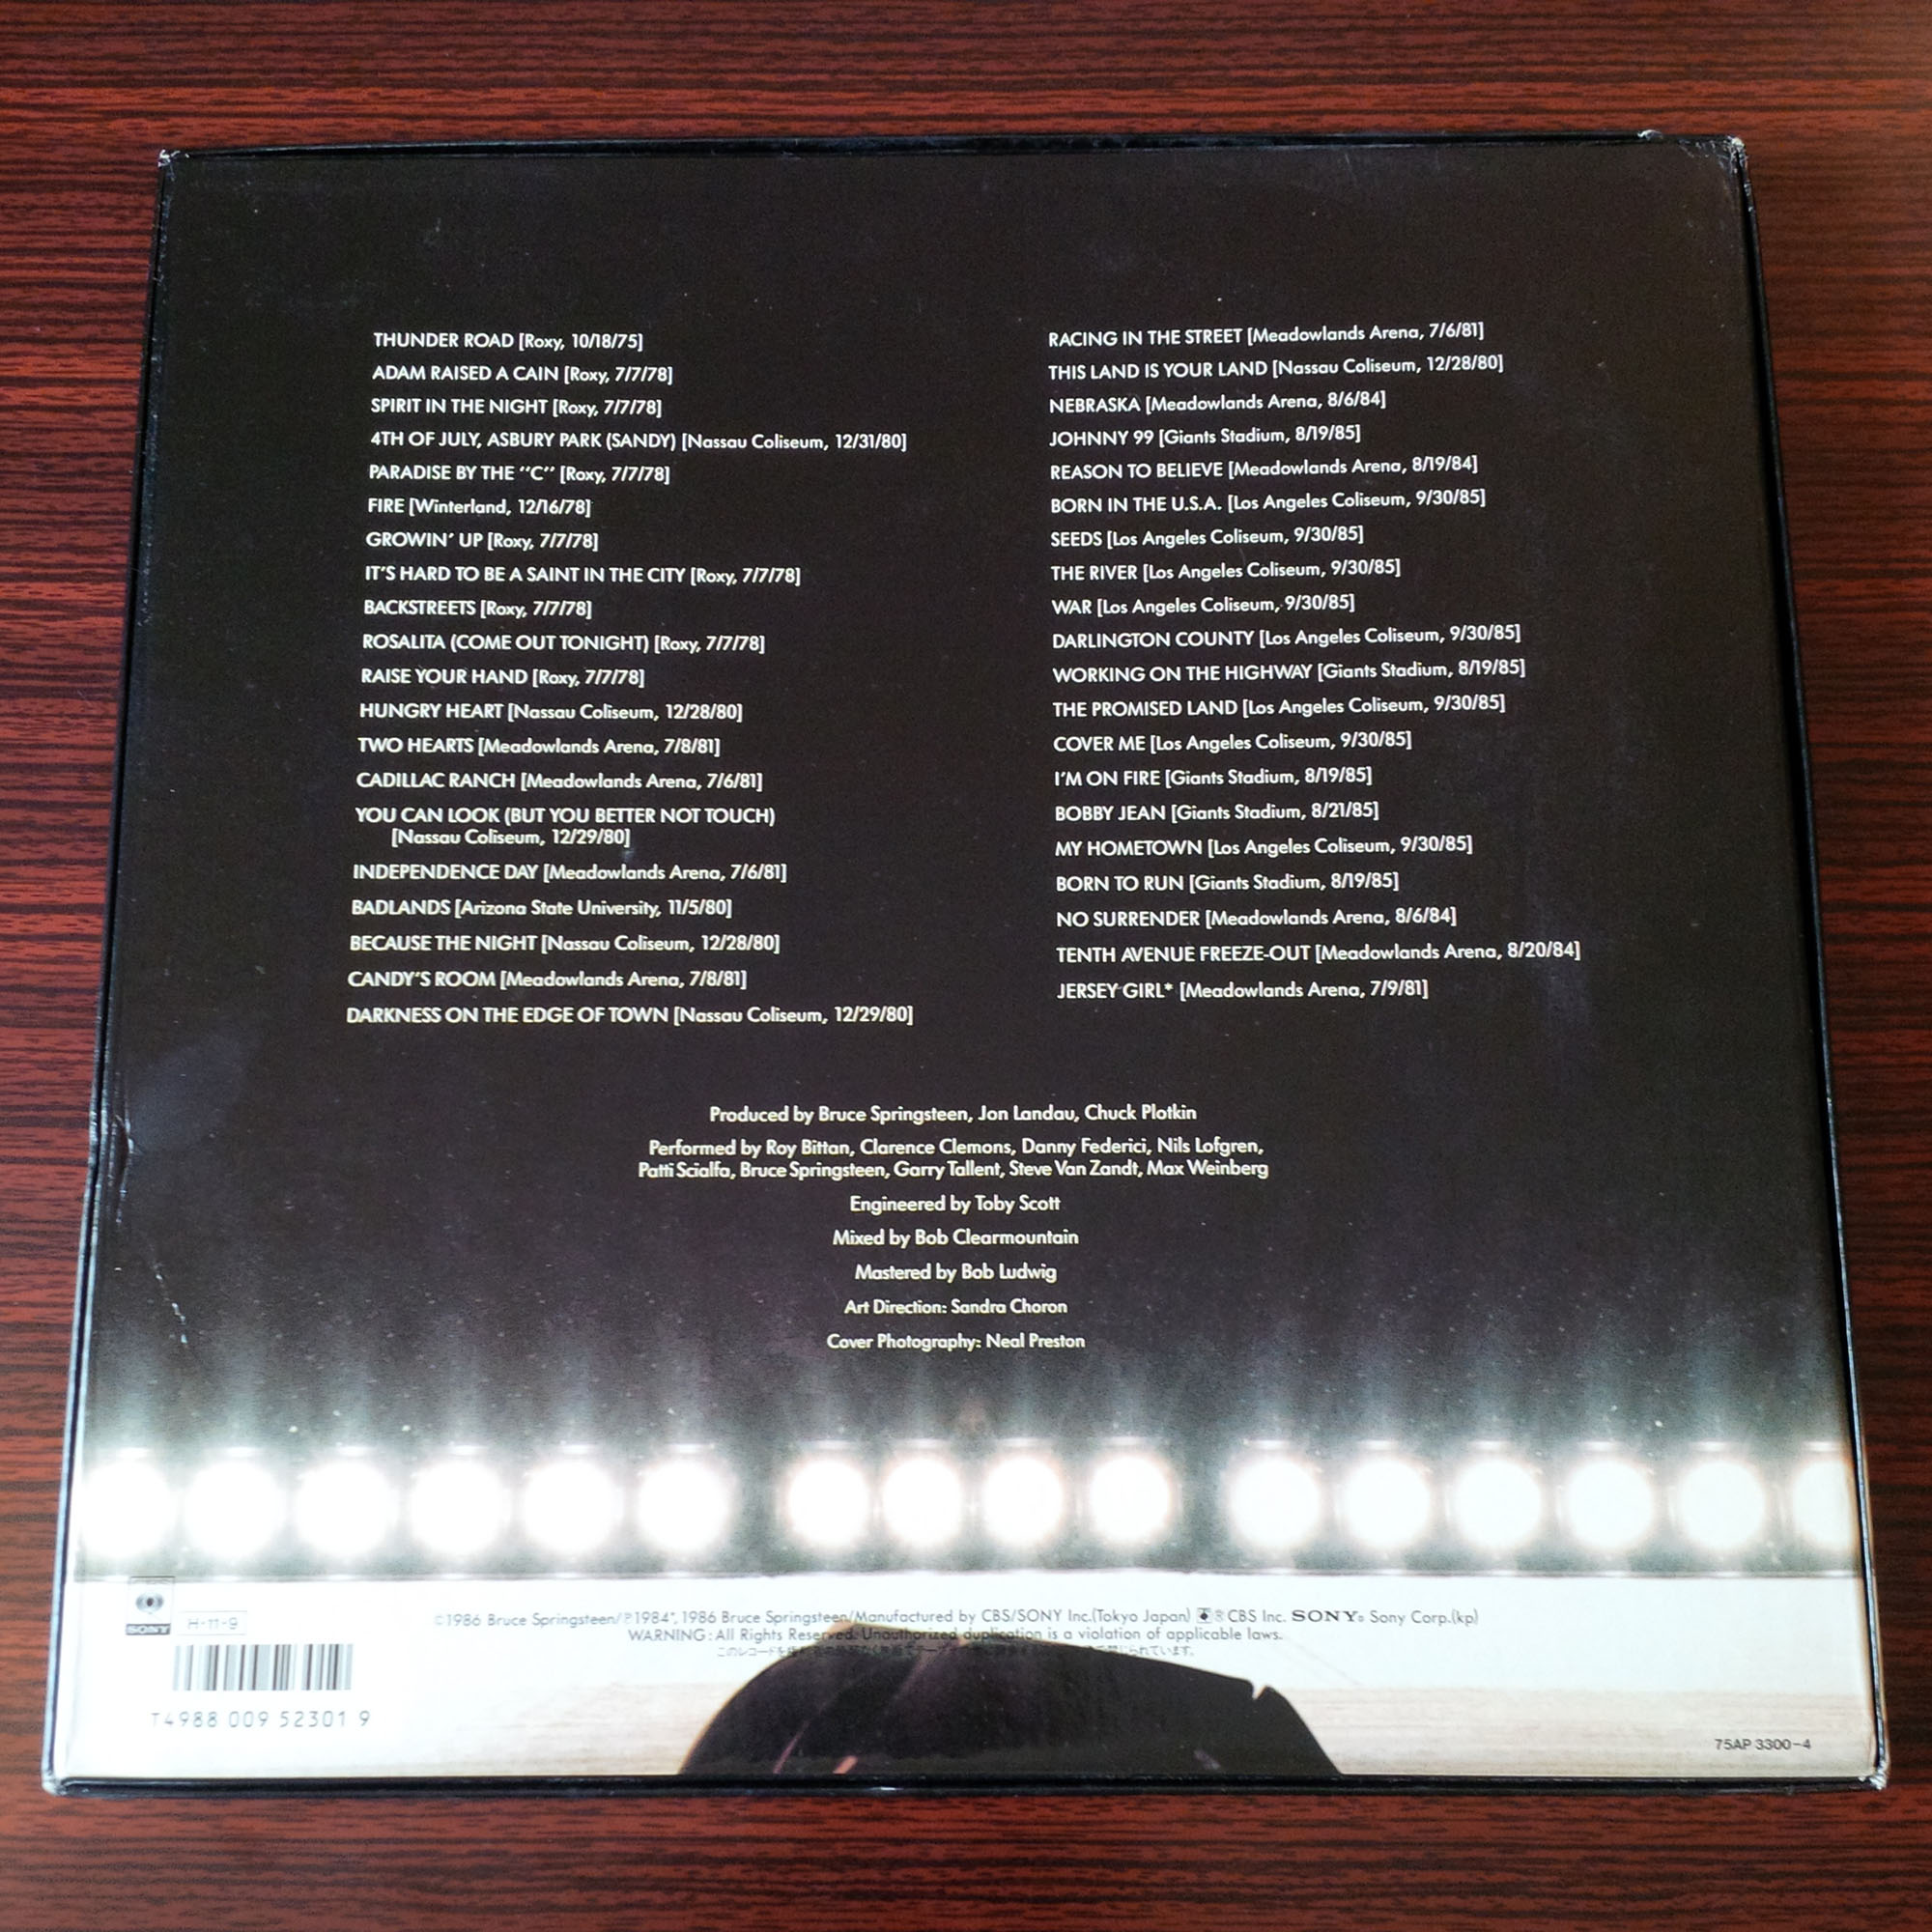 THUNDER ROAD [Roxy, 10/18/75]
ADAM RAISED A CAIN [Roxy, 7/7/78]
SPIRIT IN THE NIGHT [Roxy, 7/7/78]
4TH OF JULY, ASBURY PARK (SANDY) [Nassau Coliseum, 12/31/80]
PARADISE BY THE "C" [Roxy, 7/7/78]
FIRE [Winterland, 12/16/78]
GROWIN' UP [Roxy, 7/7/78]
IT'S HARD TO BE A SAINT IN THE CITY [Roxy, 7/7/78]
BACKSTREETS [Roxy, 7/7/78]
ROSALITA (COME OUT TONIGHT) [Roxy, 7/7/78]
RAISE YOUR HAND [Roxy, 7/7/78]
HUNGRY HEART [Nassau Coliseum, 12/28/80]
TWO HEARTS [Meadowlands Arena, 7/8/81]
CADILLAC RANCH [Meadowlands Arena, 7/6/81]
YOU CAN LOOK (BUT YOU BETTER NOT TOUCH)
[Nassau Coliseum, 12/29/80]
INDEPENDENCE DAY [Meadowlands Arena, 7/6/81]
BADLANDS [Arizona State University, 11/5/80]
BECAUSE THE NIGHT [Nassau Coliseum, 12/28/80]
CANDY'S ROOM [Meadowlands Arena, 7/8/81]
DARKNESS ON THE EDGE OF TOWN [Nassau Coliseum, 12/29/80]
RACING IN THE STREET [Meadowlands Arena, 7/6/81]
THIS LAND IS YOUR LAND [Nassau Coliseum, 12/28/80]
NEBRASKA [Meadowlands Arena, 8/6/84]
JOHNNY 99 [Giants Stadium, 8/19/85]
REASON TO BELIEVE [Meadowlands Arena, 8/19/84]
BORN IN THE U.S.A. [Los Angeles Coliseum, 9/30/85]
SEEDS [Los Angeles Coliseum, 9/30/85]
THE RIVER [Los Angeles Coliseum, 9/30/85]
WAR [Los Angeles Coliseum, 9/30/85]
DARLINGTON COUNTY [Los Angeles Coliseum, 9/30/85]
WORKING ON THE HIGHWAY [Giants Stadium, 8/19/85]
THE PROMISED LAND [Los Angeles Coliseum, 9/30/85]
COVER ME [Los Angeles Coliseum, 9/30/85]
I'M ON FIRE [Giants Stadium, 8/19/85]
BOBBY JEAN [Giants Stadium, 8/21/85]
MY HOMETOWN [Los Angeles Coliseum, 9/30/85]
BORN TO RUN [Giants Stadium, 8/19/85]
NO SURRENDER [Meadowlands Arena, 8/6/84]
TENTH AVENUE FREEZE-OUT [Meadowlands Arena, 8/20/84]
JERSEY GIRL* [Meadowlands Arena, 7/9/81]
Produced by Bruce Springsteen, Jon Landau, Chuck Plotkin
Performed by Roy Bittan, Clarence Clemons, Danny Federici, Nils Lofgren,
Patti Scialfa, Bruce Springsteen, Garry Tallent, Steve Van Zandt, Max Weinberg
Engineered by Toby Scott
Mixed by Bob Clearmountain
Mastered by Bob Ludwig
Art Direction: Sandra Choron
Cover Photography: Neal Preston
SONY
H-11-9
©1986 Bruce Springsteen/℗1984*, 1986 Bruce Springsteen/Manufactured by CBS/SONY Inc.(Tokyo Japan) ® CBS Inc. SONY® Sony Corp.(kp)
WARNING: All Rights Reserved. Unauthorized duplication is a violation of applicable laws.
このレコードを
じられています。
T4988 009 52301 9
75AP 3300-4